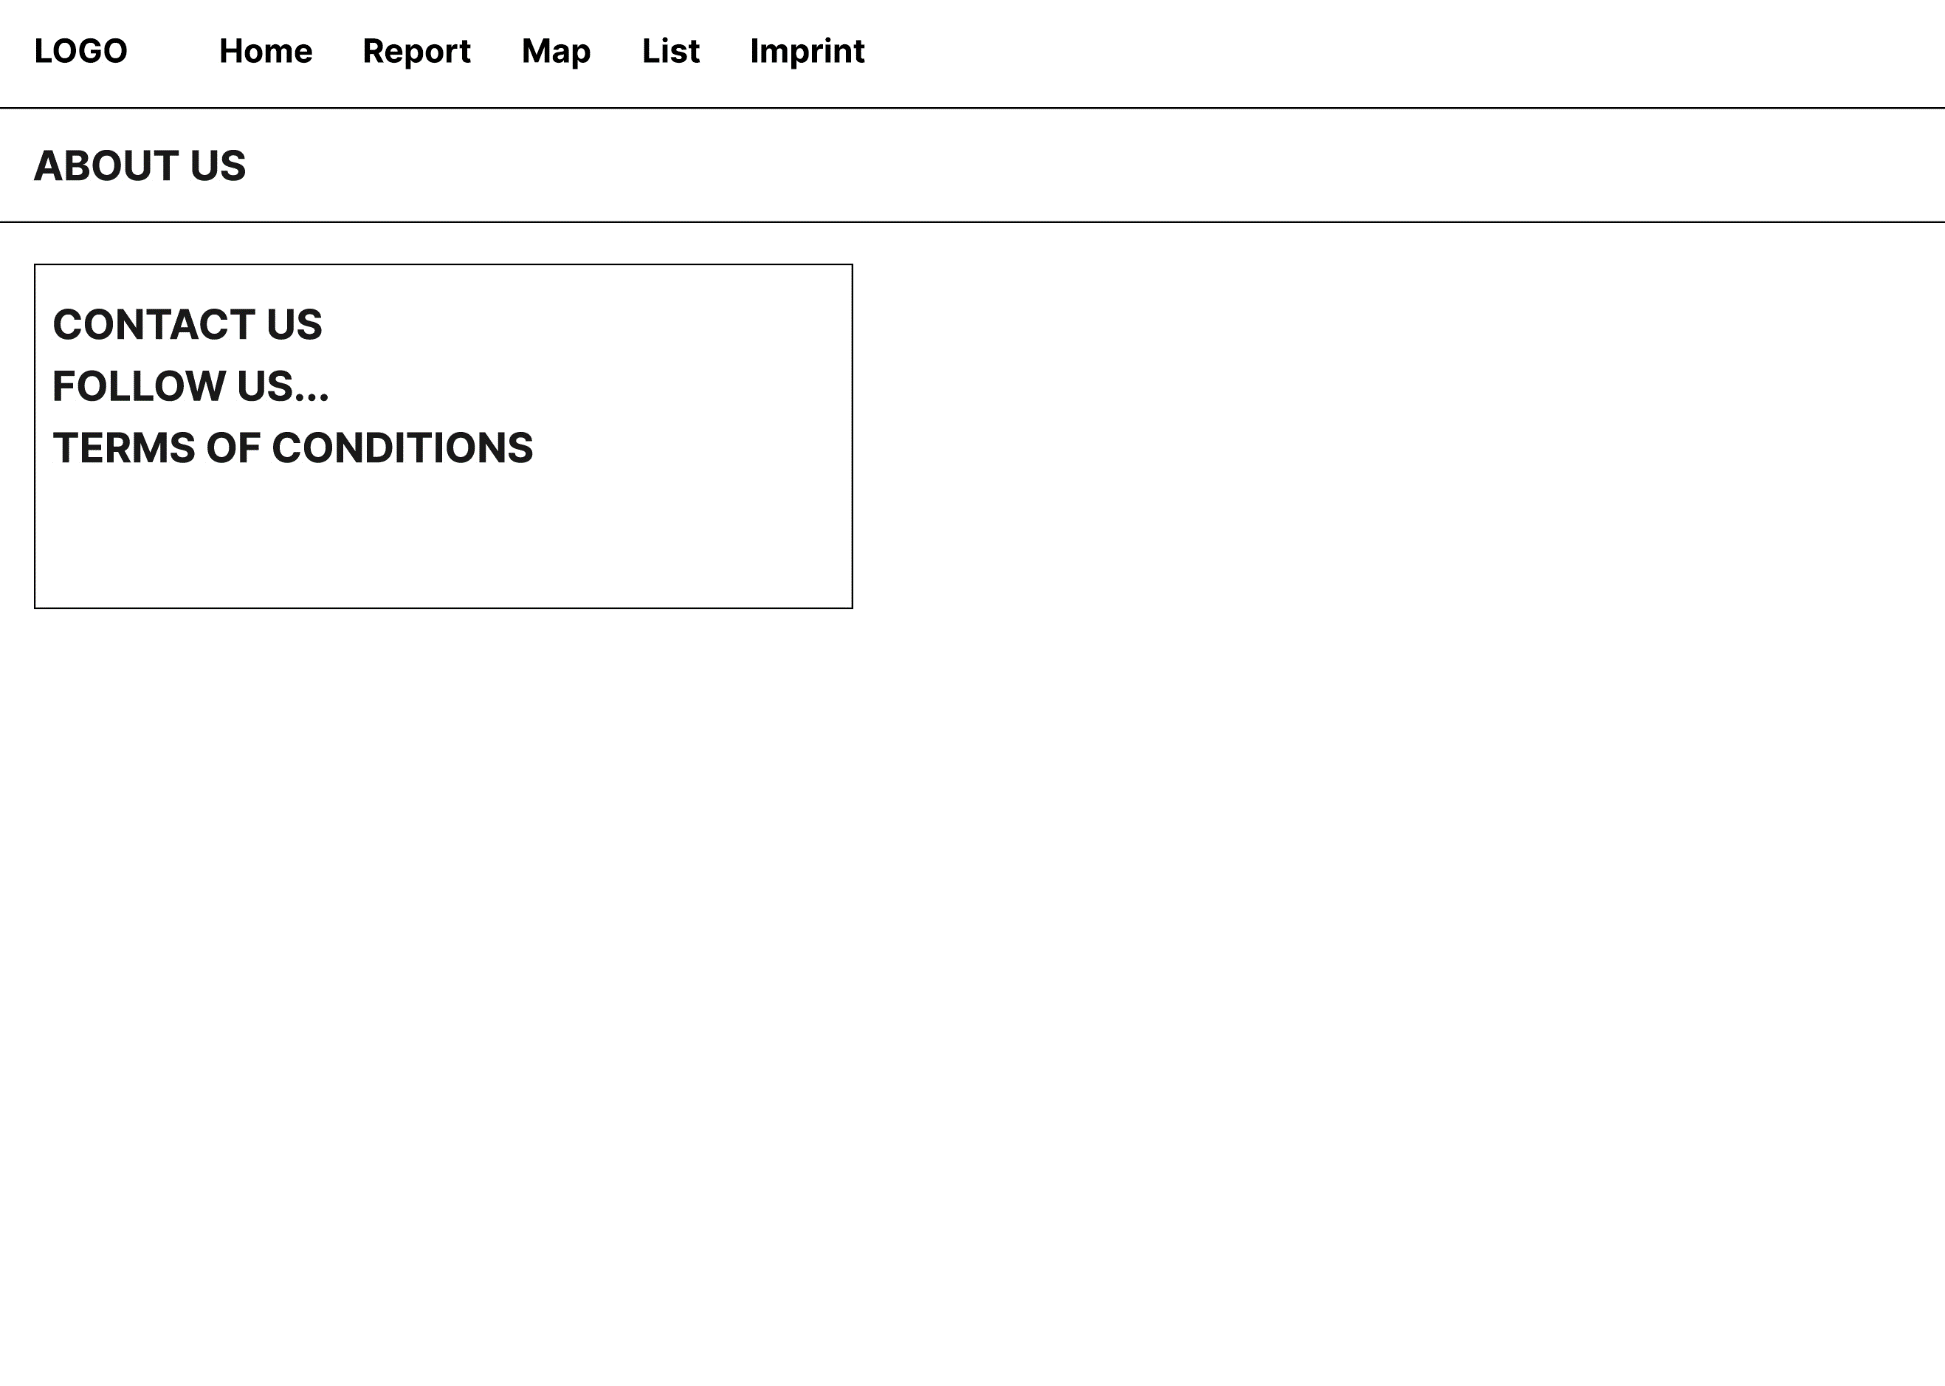 LOGO Home Report Map List Imprint
ABOUT US
CONTACT US
FOLLOW US...
TERMS OF CONDITIONS